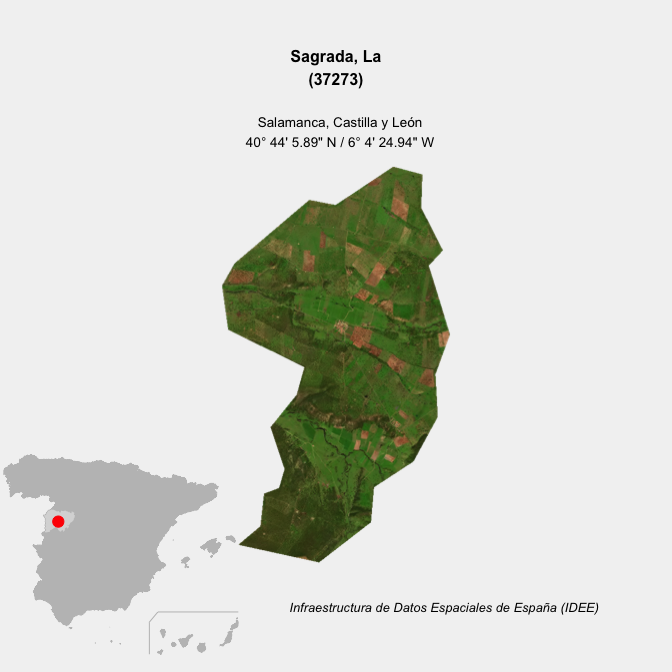 Sagrada, La
(37273)
Salamanca, Castilla y León
40° 44' 5.89" N / 6° 4' 24.94" W
Infraestructura de Datos Espaciales de España (IDEE)